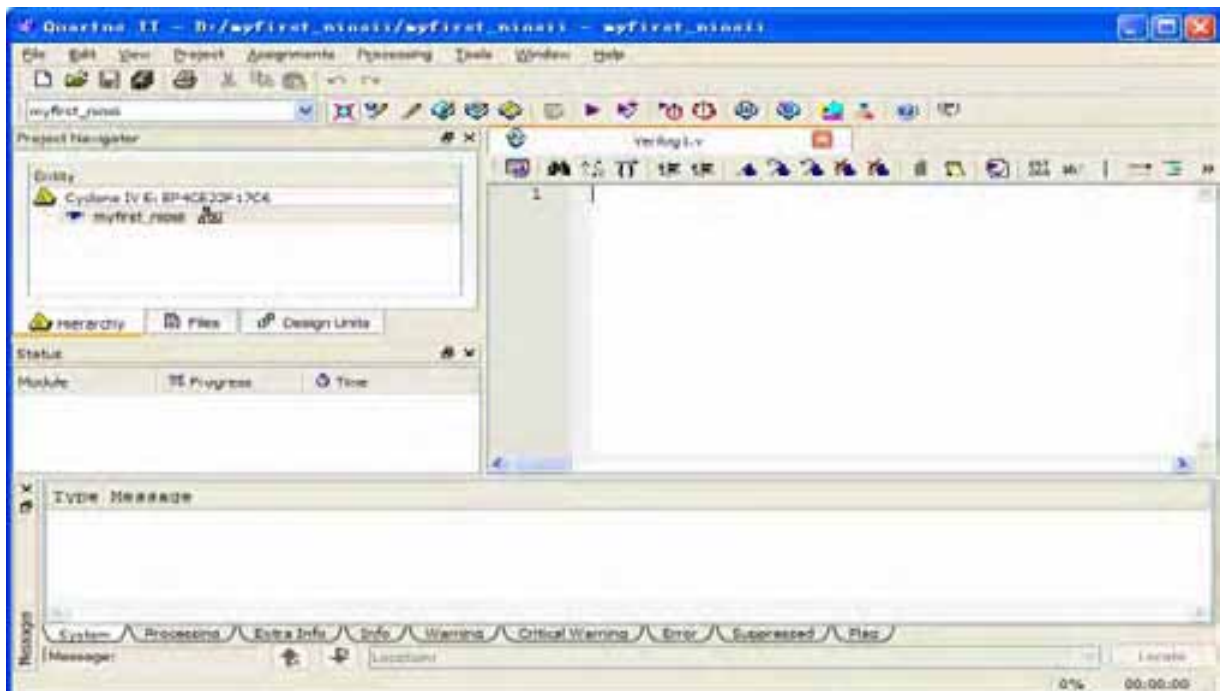 Quartus II - D:/myfirst_niosii/myfirst_niosii - myfirst_niosii
File Edit View Project Assignments Processing Tools Window Help
myfirst_niosii
Project Navigator
Verilog1.v
Entity
Cyclone IV E: EP4CE22F17C6
myfirst_niosii
1
Hierarchy Files Design Units
Status
Module Progress Time
Type Message
System Processing Extra Info Info Warning Critical Warning Error Suppressed Flag
Messages
Message: Location: Locate
0% 00:00:00